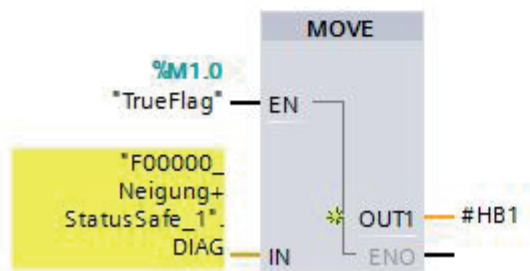 MOVE
%M1.0
"TrueFlag"
EN
"F00000_
Neigung+
StatusSafe_1".
DIAG
IN
OUT1
#HB1
ENO